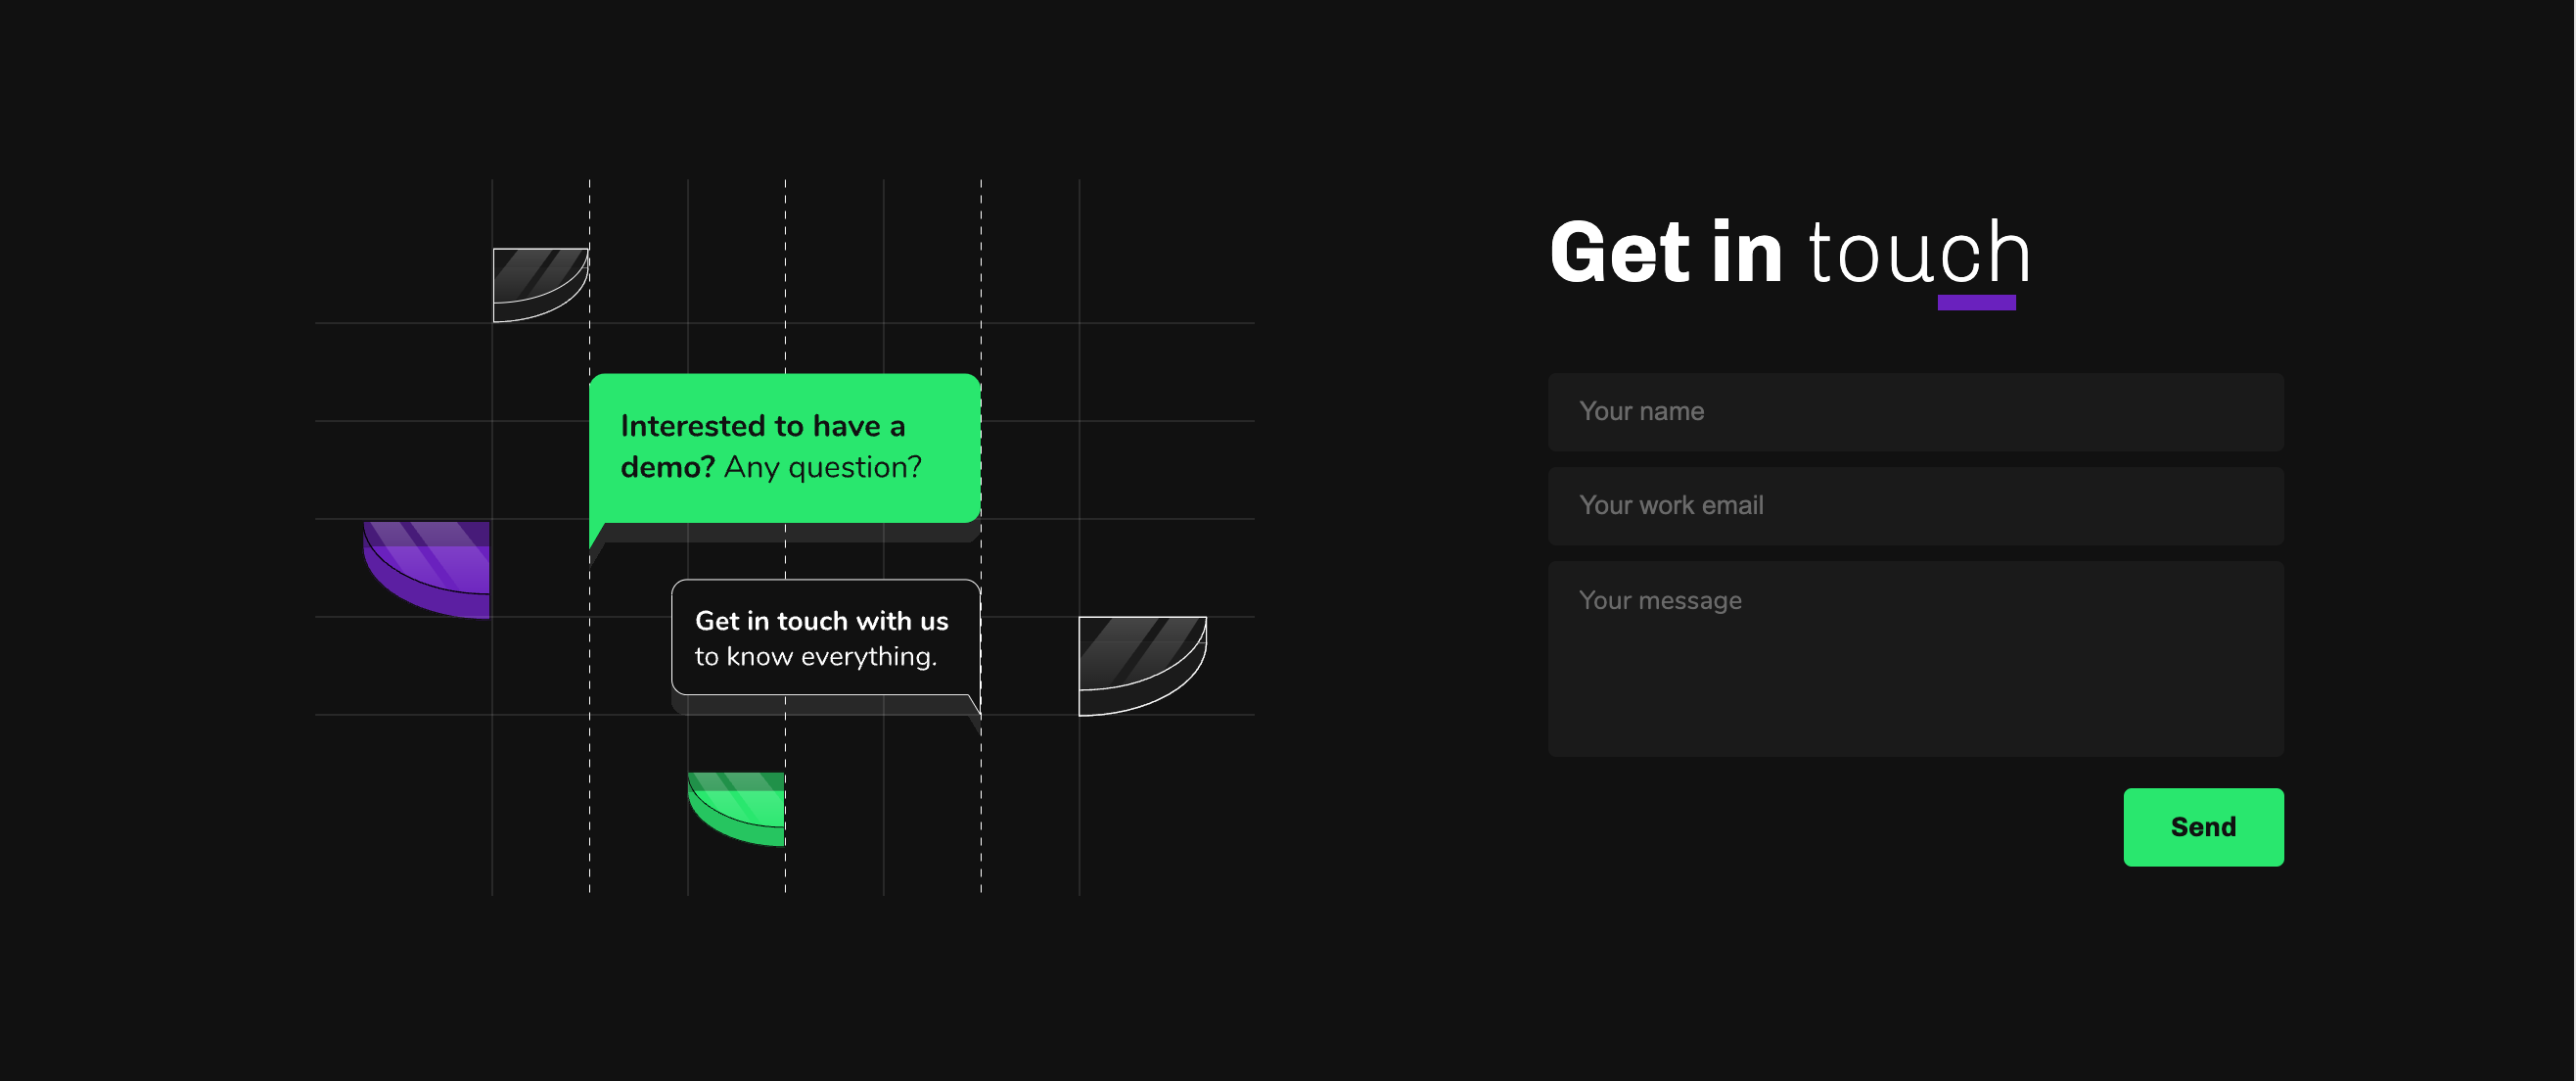 Interested to have a
demo? Any question?
Get in touch with us
to know everything.
Get in touch
Your name
Your work email
Your message
Send